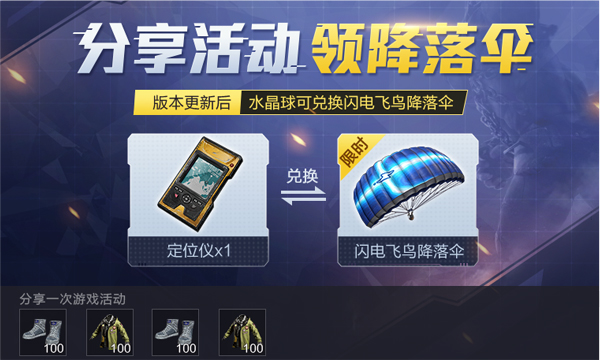 分享活动 领降落伞
版本更新后 水晶球可兑换闪电飞鸟降落伞
限时
兑换
定位仪x1
闪电飞鸟降落伞
分享一次游戏活动
100 100 100 100